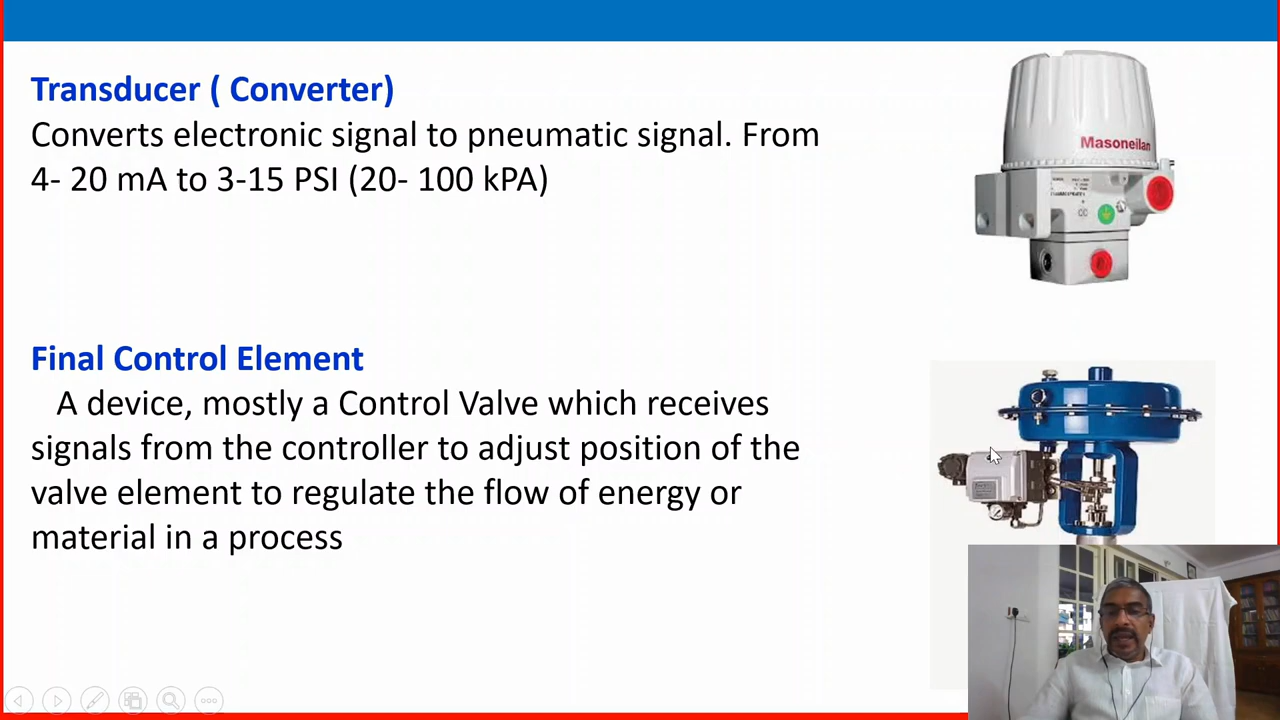 Transducer ( Converter)
Converts electronic signal to pneumatic signal. From
4- 20 mA to 3-15 PSI (20- 100 kPA)
Masoneilan
Final Control Element
A device, mostly a Control Valve which receives
signals from the controller to adjust position of the
valve element to regulate the flow of energy or
material in a process